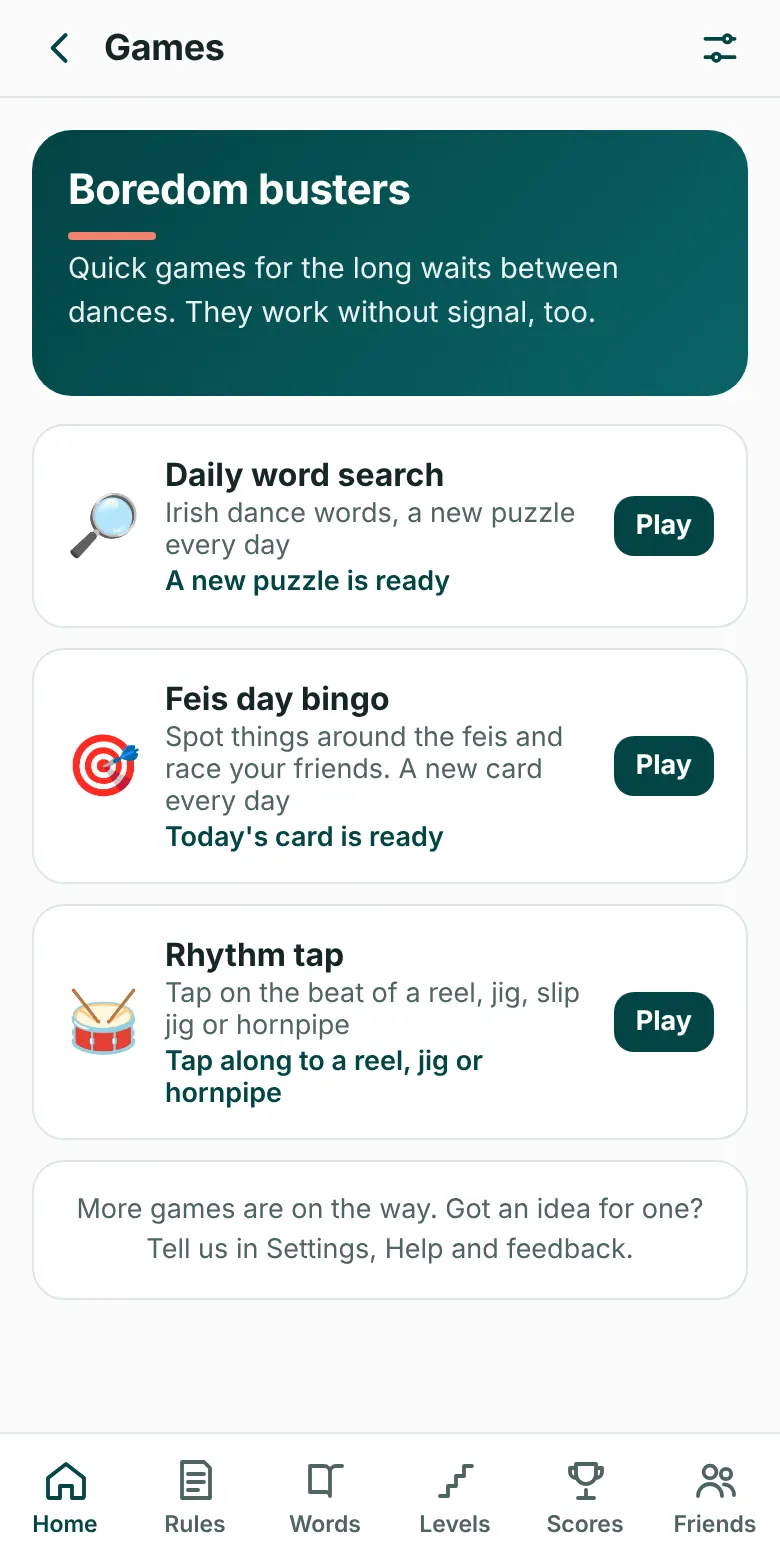 Games
Boredom busters
Quick games for the long waits between
dances. They work without signal, too.
Daily word search
Irish dance words, a new puzzle
every day
A new puzzle is ready
Play
Feis day bingo
Spot things around the feis and
race your friends. A new card
every day
Today's card is ready
Play
Rhythm tap
Tap on the beat of a reel, jig, slip
jig or hornpipe
Tap along to a reel, jig or
hornpipe
Play
More games are on the way. Got an idea for one?
Tell us in Settings, Help and feedback.
Home
Rules
Words
Levels
Scores
Friends